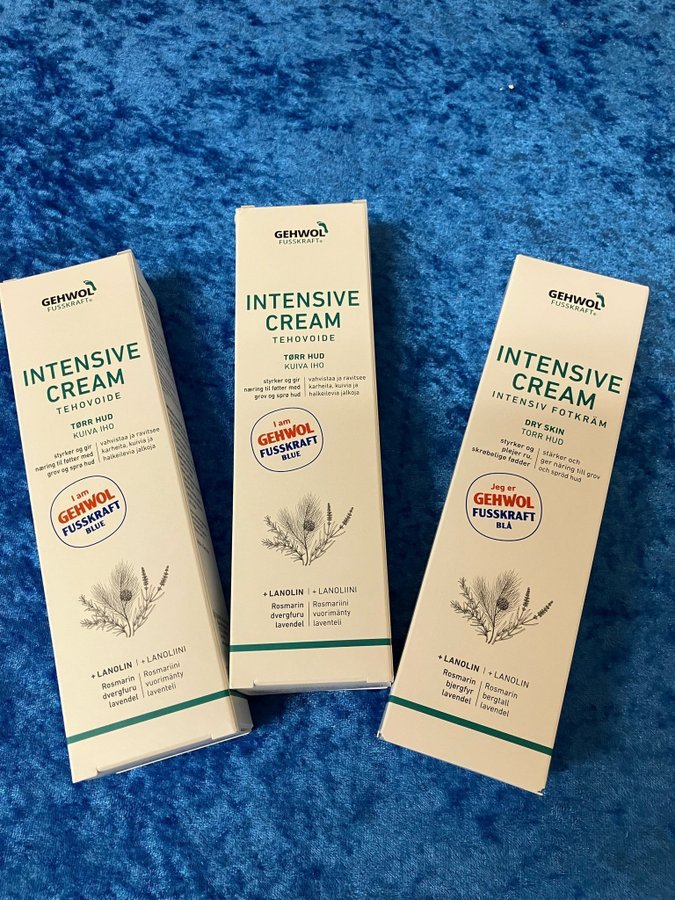 GEHWOL
FUSSKRAFT®
INTENSIVE
CREAM
TEHOVOIDE
TØRR HUD
KUIVA IHO
styrker og gir | vahvistaa ja ravitsee
næring til føtter med | karheita, kuivia ja
grov og sprø hud | halkeilevia jalkoja
I am
GEHWOL
FUSSKRAFT
BLUE
+ LANOLIN | + LANOLIINI
Rosmarin | Rosmariini
dvergfuru | vuorimänty
lavendel | laventeli
GEHWOL
FUSSKRAFT®
INTENSIVE
CREAM
TEHOVOIDE
TØRR HUD
KUIVA IHO
styrker og gir | vahvistaa ja ravitsee
næring til føtter med | karheita, kuivia ja
grov og sprø hud | halkeilevia jalkoja
I am
GEHWOL
FUSSKRAFT
BLUE
+ LANOLIN | + LANOLIINI
Rosmarin | Rosmariini
dvergfuru | vuorimänty
lavendel | laventeli
GEHWOL
FUSSKRAFT®
INTENSIVE
CREAM
INTENSIV FOTKRÄM
DRY SKIN
TORR HUD
styrker og | stärker och
plejer ru, | ger näring till grov
skrøbelige fødder | och spröd hud
Jeg er
GEHWOL
FUSSKRAFT
BLÅ
+ LANOLIN | + LANOLIN
Rosmarin | Rosmarin
bjergfyr | bergtall
lavendel | lavendel